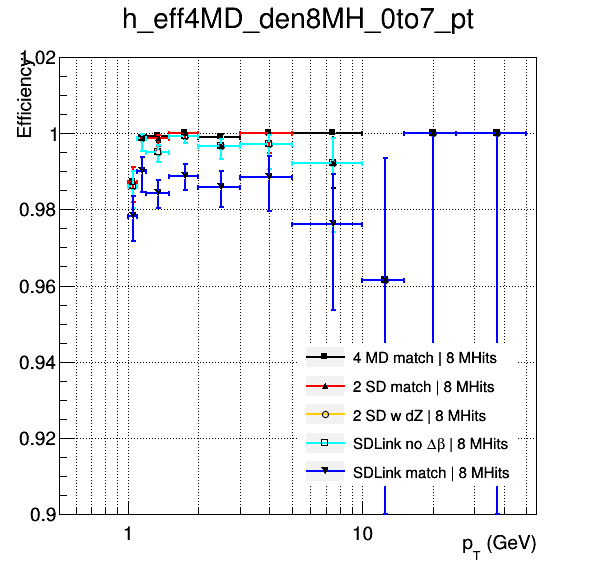 h_eff4MD_den8MH_0to7_pt
Efficiency
1.02
1
0.98
0.96
0.94
0.92
0.9
4 MD match | 8 MHits
2 SD match | 8 MHits
2 SD w dZ | 8 MHits
SDLink no Δβ | 8 MHits
SDLink match | 8 MHits
1
10
p_T (GeV)